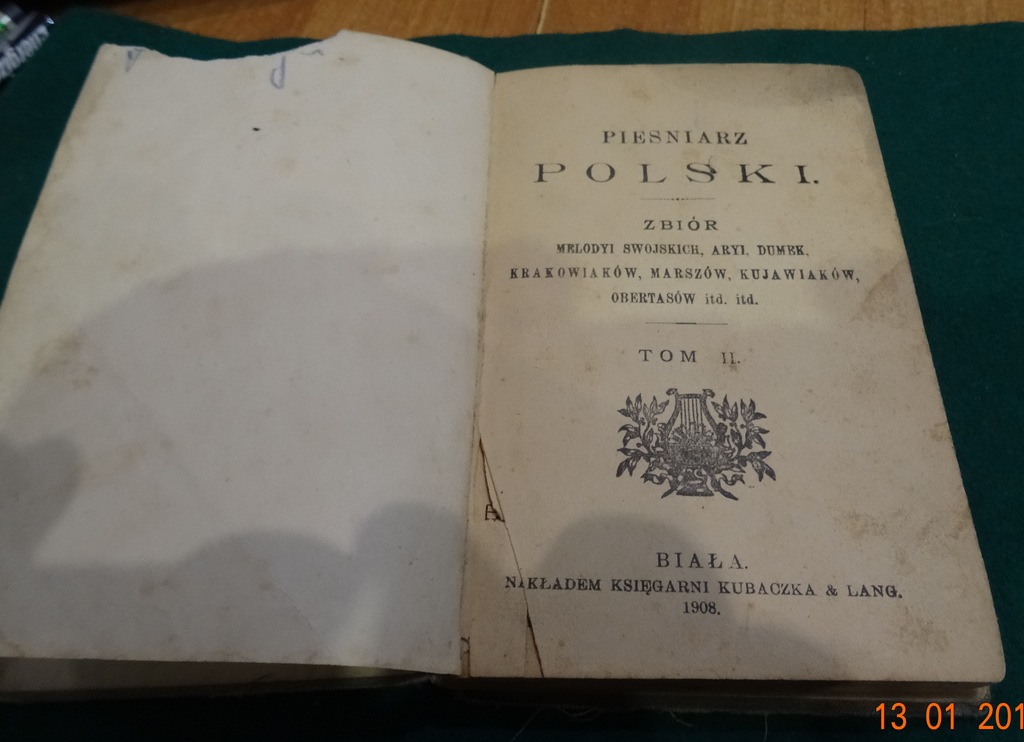 PIEŚNIARZ
POLSKI.
ZBIÓR
MELODYI SWOJSKICH, ARYI, DUMEK,
KRAKOWIAKÓW, MARSZÓW, KUJAWIAKÓW,
OBERTASÓW itd. itd.
TOM II.
BIAŁA.
NAKŁADEM KSIĘGARNI KUBACZKA & LANG.
1908.
13 01 201